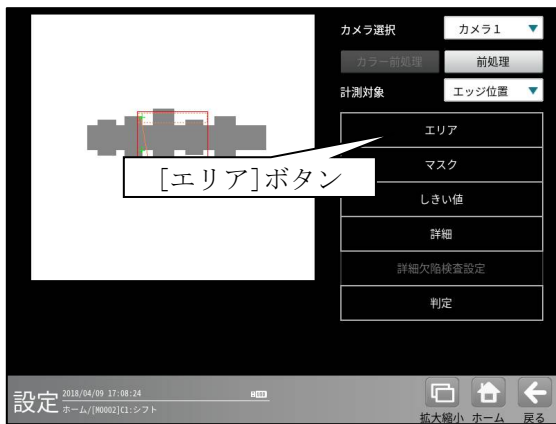 カメラ選択
カメラ1
カラー前処理
前処理
計測対象
エッジ位置
エリア
マスク
しきい値
詳細
詳細欠陥検査設定
判定
[エリア]ボタン
設定
2018/04/09 17:08:24
ホーム/[M0002]C1:シフト
拡大縮小
ホーム
戻る